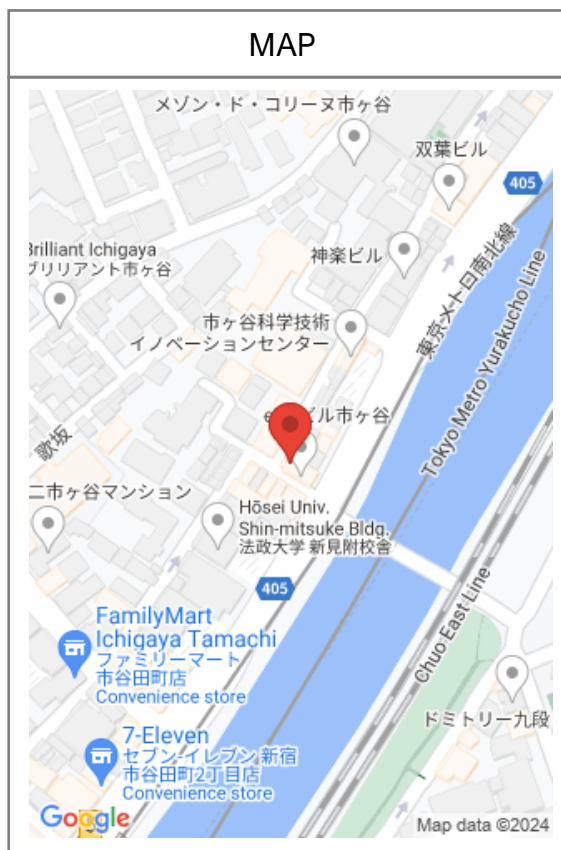 MAP
メゾン・ド・コリーヌ市ヶ谷
双葉ビル
405
Brilliant Ichigaya
ブリリアント市ヶ谷
神楽ビル
東京メトロ南北線
Tokyo Metro Yurakucho Line
市ヶ谷科学技術
イノベーションセンター
ビル市ヶ谷
歌坂
二市ヶ谷マンション
Hōsei Univ.
Shin-mitsuke Bldg.
法政大学 新見附校舎
405
Chuo East Line
FamilyMart
Ichigaya Tamachi
ファミリーマート
市谷田町店
Convenience store
ドミトリー九段
7-Eleven
セブン-イレブン 新宿
市谷田町2丁目店
Convenience store
Google
Map data ©2024